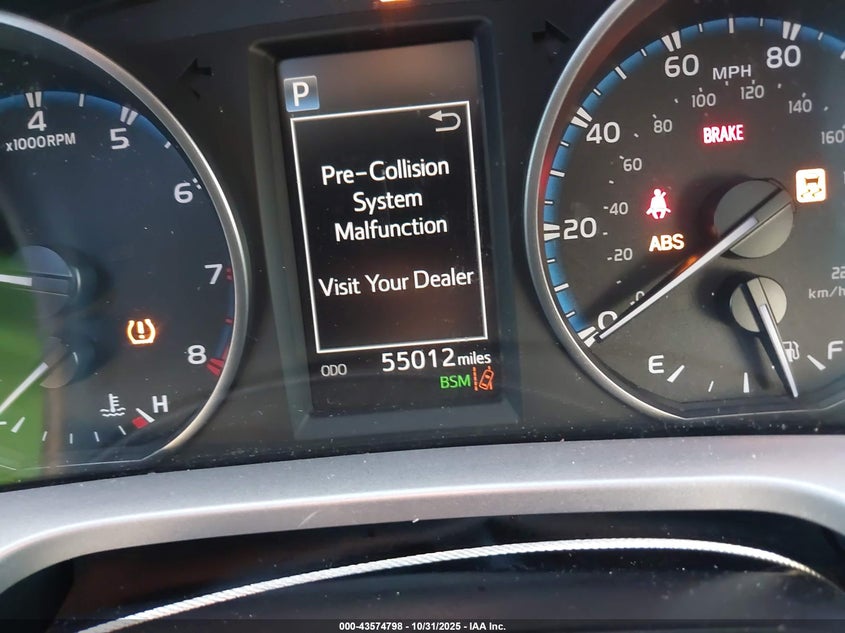 P
Pre-Collision
System
Malfunction
Visit Your Dealer
ODO 55012 miles
BSM
4
x1000RPM
5
6
7
8
H
60
MPH
80
100
120
140
160
80
40
60
40
20
20
0
0
BRAKE
ABS
km/h
E
F
000-43574798 - 10/31/2025 - IAA Inc.